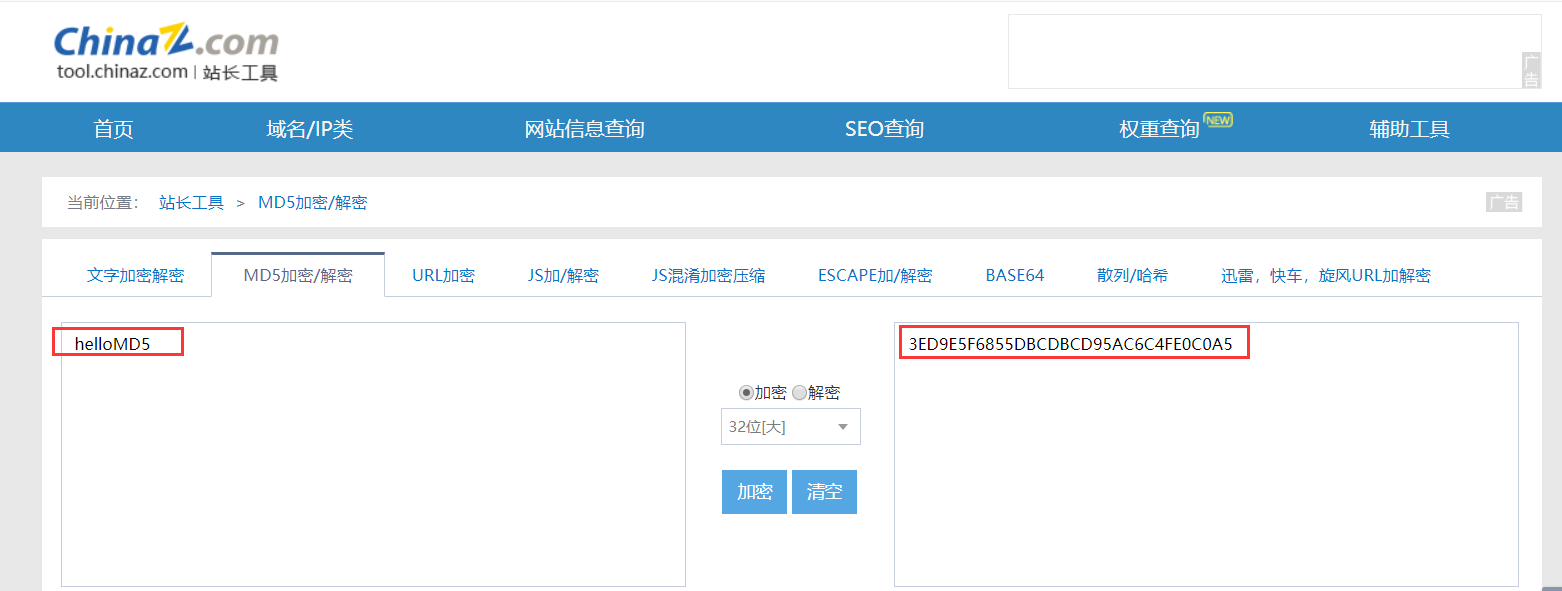 ChinaZ.com
tool.chinaz.com | 站长工具
广告
首页 域名/IP类 网站信息查询 SEO查询 权重查询 NEW 辅助工具
当前位置： 站长工具 > MD5加密/解密 广告
文字加密解密 MD5加密/解密 URL加密 JS加/解密 JS混淆加密压缩 ESCAPE加/解密 BASE64 散列/哈希 迅雷，快车，旋风URL加解密
helloMD5
加密 解密
32位[大]
加密 清空
3ED9E5F6855DBCDBCD95AC6C4FE0C0A5